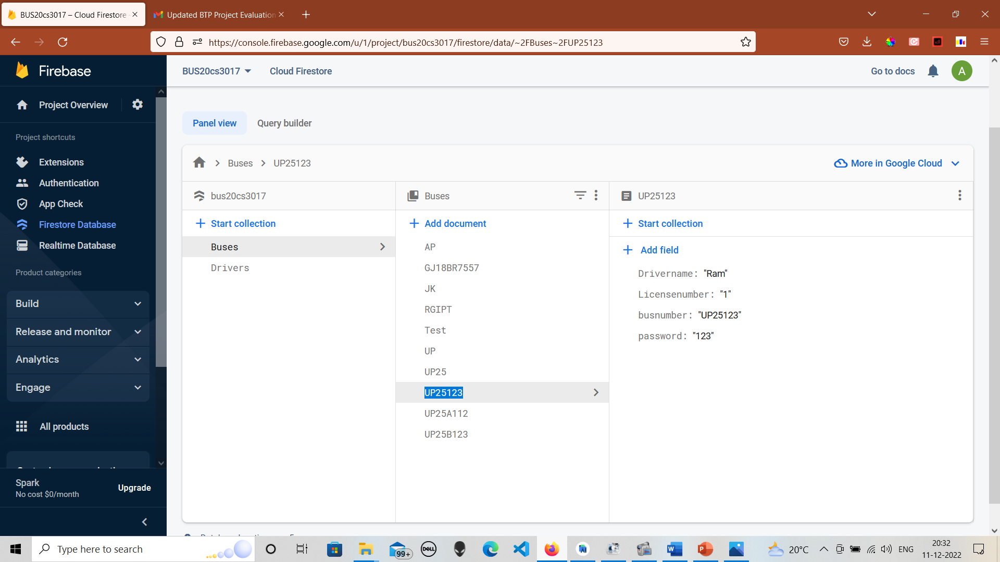 BUS20cs3017 – Cloud Firestore -
Updated BTP Project Evaluation
https://console.firebase.google.com/u/1/project/bus20cs3017/firestore/data/~2FBuses~2FUP25123
Firebase
BUS20cs3017
Cloud Firestore
Go to docs
A
Project Overview
Project shortcuts
Extensions
Authentication
App Check
Firestore Database
Realtime Database
Product categories
Build
Release and monitor
Analytics
Engage
All products
Spark
No cost $0/month
Upgrade
Panel view
Query builder
Buses
UP25123
More in Google Cloud
bus20cs3017
Start collection
Buses
Drivers
Buses
Add document
AP
GJ18BR7557
JK
RGIPT
Test
UP
UP25
UP25123
UP25A112
UP25B123
UP25123
Start collection
Add field
Drivername: "Ram"
Licensenumber: "1"
busnumber: "UP25123"
password: "123"
Type here to search
99+
DELL
W
P
20°C
ENG
20:32
11-12-2022